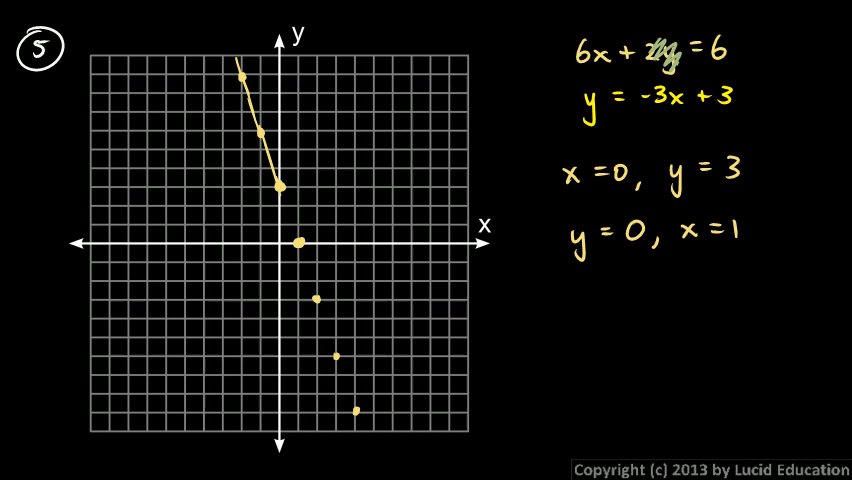 5
y
6x + 2y = 6
y = -3x + 3
x = 0, y = 3
x
y = 0, x = 1
Copyright (c) 2013 by Lucid Education